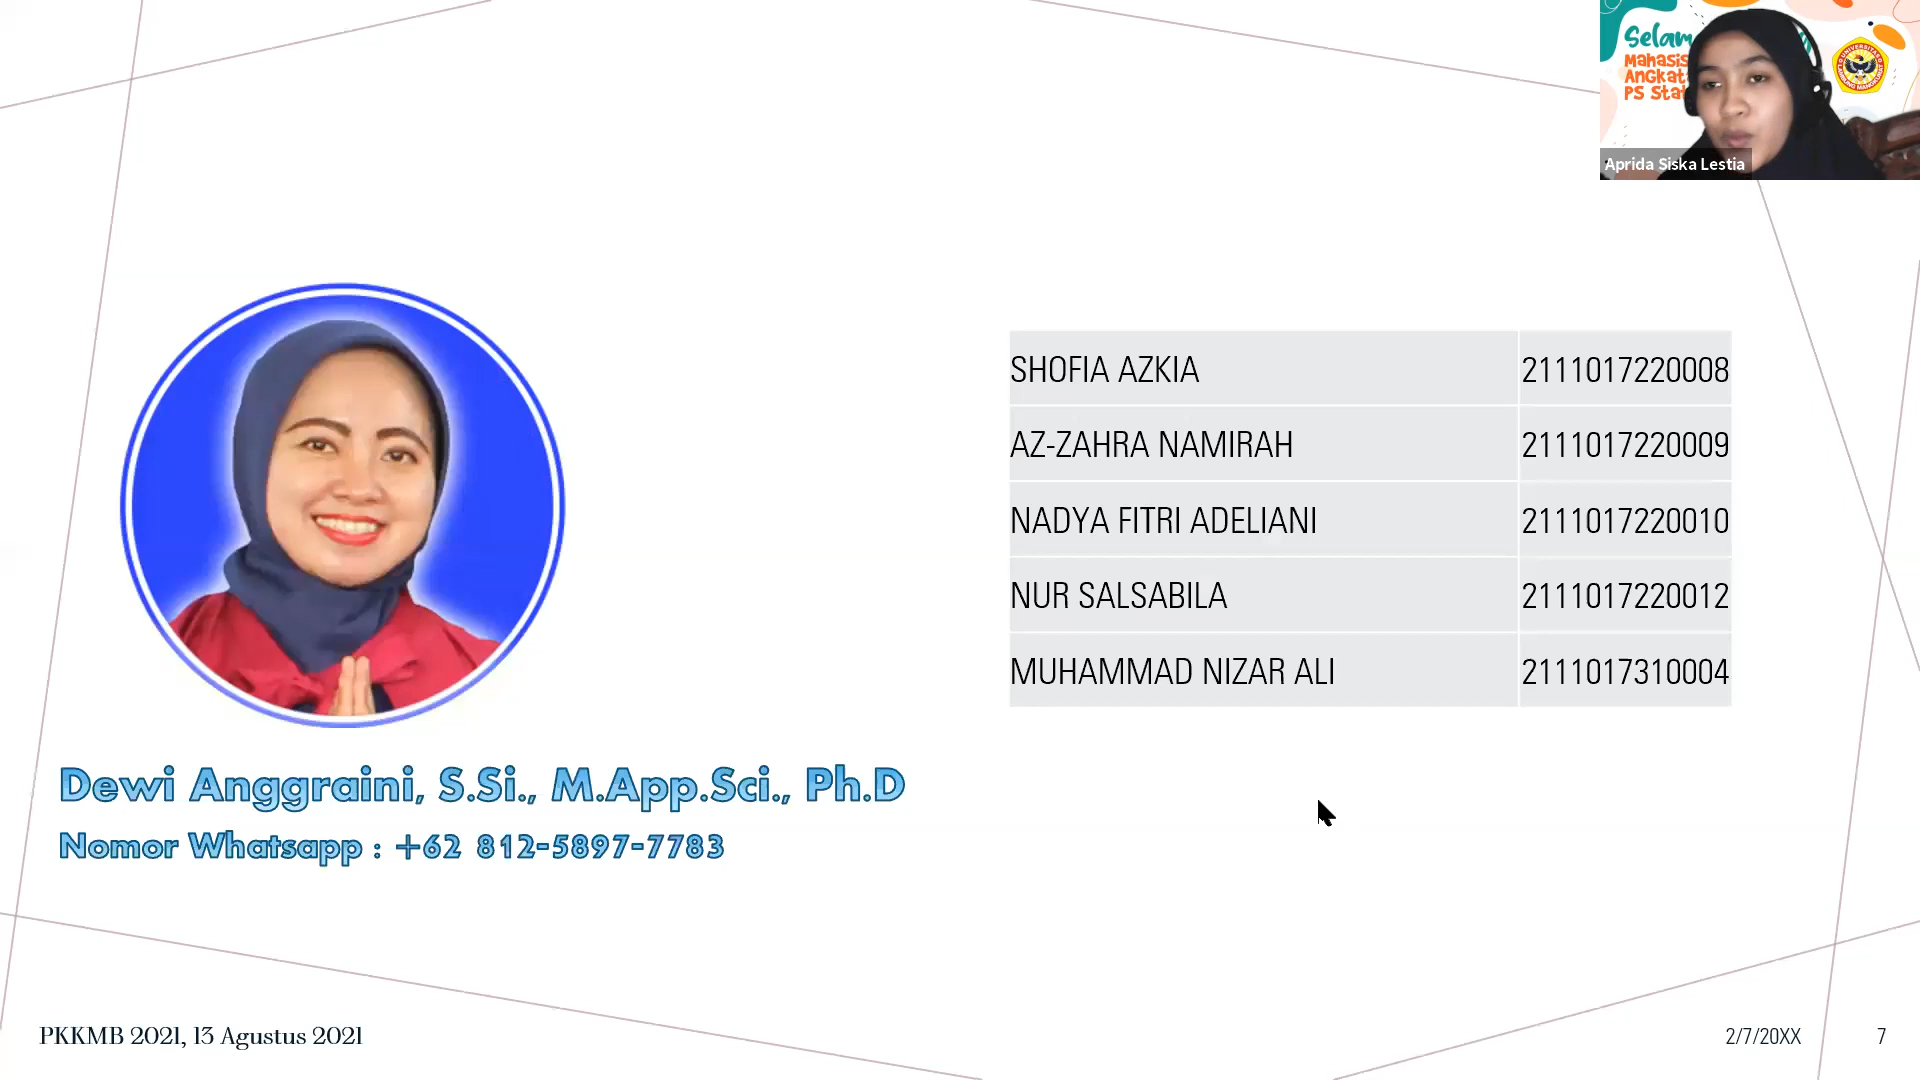 Selam
Mahasis
Angkat
PS Stat
Aprida Siska Lestia
SHOFIA AZKIA 2111017220008
AZ-ZAHRA NAMIRAH 2111017220009
NADYA FITRI ADELIANI 2111017220010
NUR SALSABILA 2111017220012
MUHAMMAD NIZAR ALI 2111017310004
Dewi Anggraini, S.Si., M.App.Sci., Ph.D
Nomor Whatsapp : +62 812-5897-7783
PKKMB 2021, 13 Agustus 2021
2/7/20XX 7